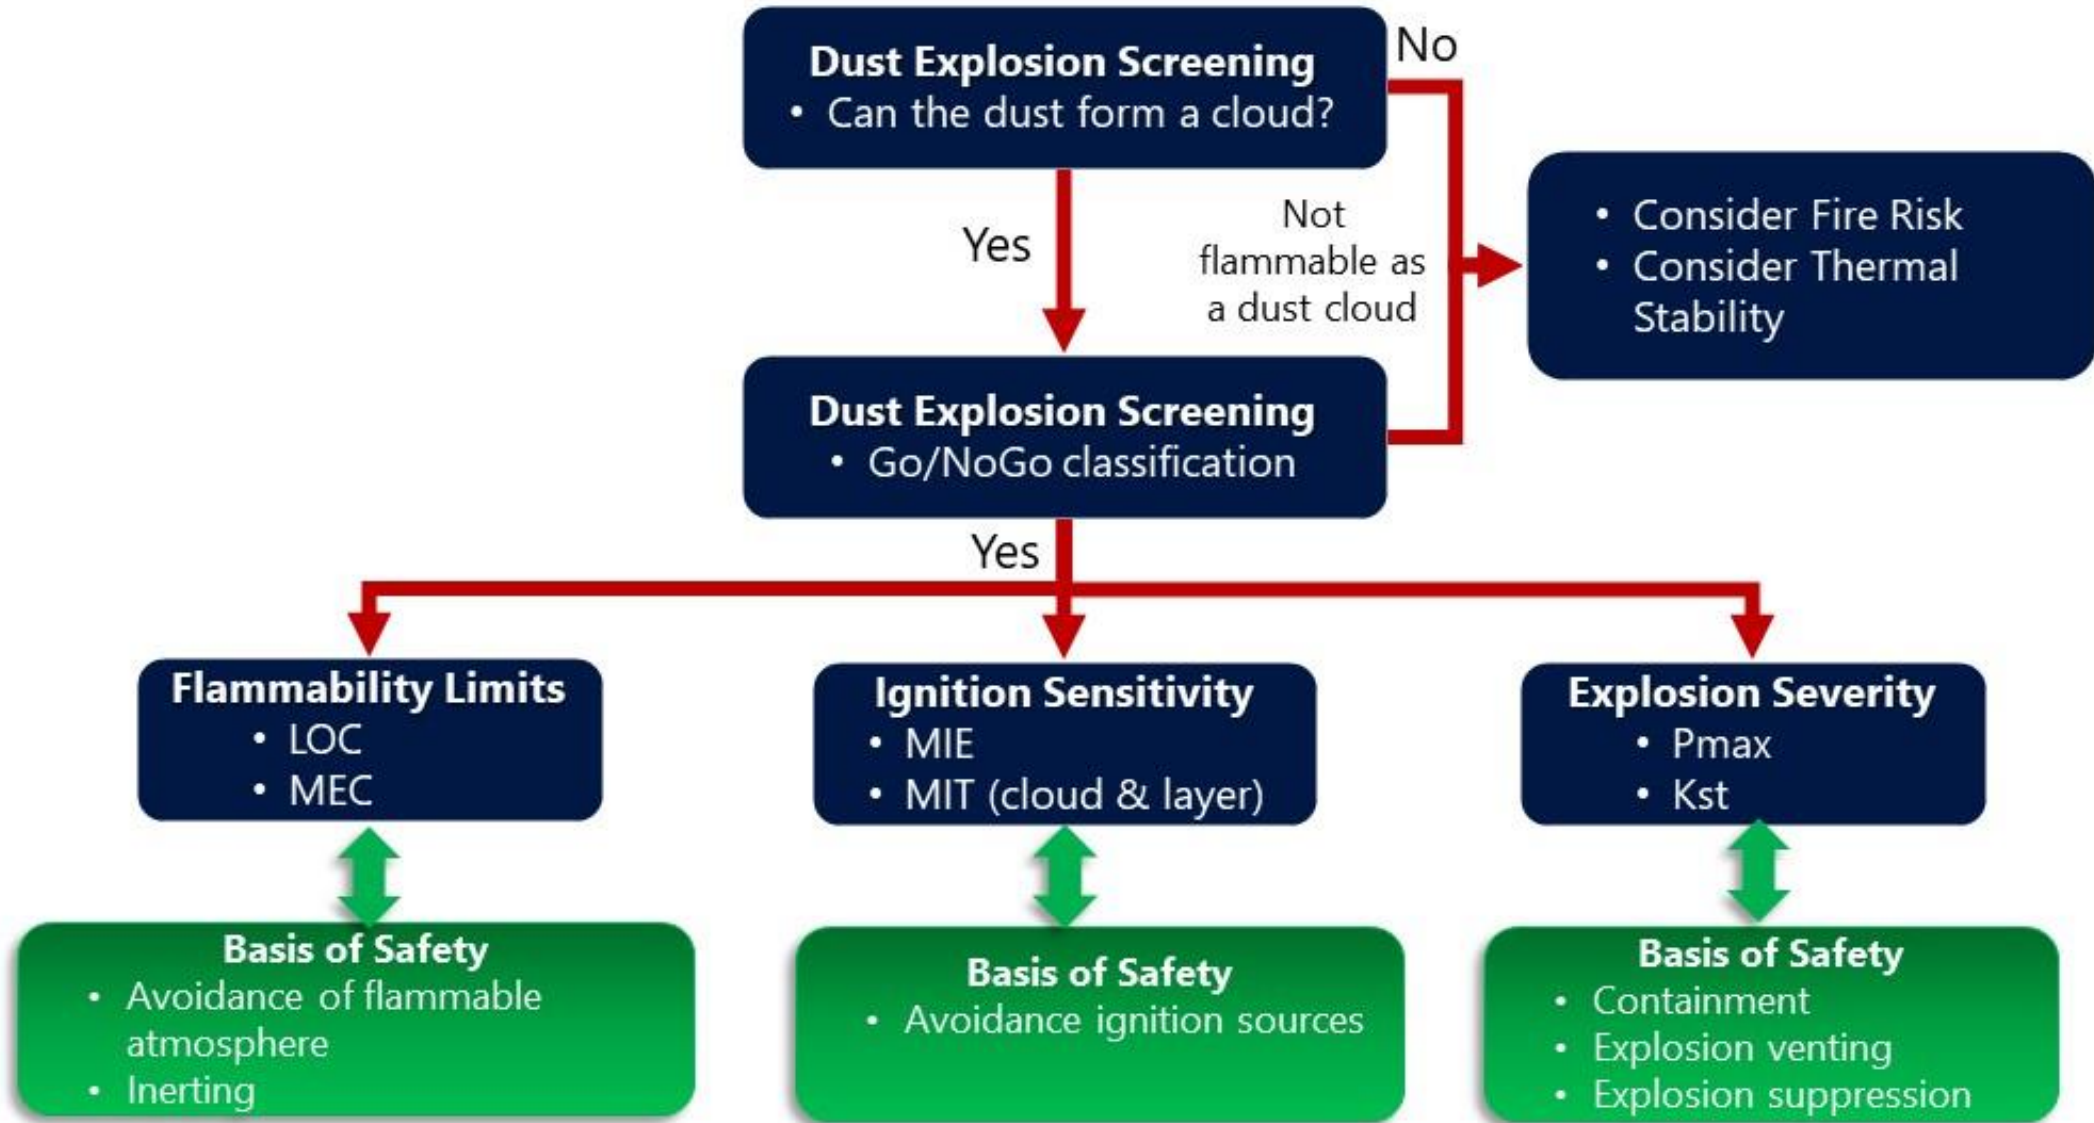 Dust Explosion Screening
• Can the dust form a cloud?
No
Yes
Not
flammable as
a dust cloud
• Consider Fire Risk
• Consider Thermal
Stability
Dust Explosion Screening
• Go/NoGo classification
Yes
Flammability Limits
• LOC
• MEC
Ignition Sensitivity
• MIE
• MIT (cloud & layer)
Explosion Severity
• Pmax
• Kst
Basis of Safety
• Avoidance of flammable
atmosphere
• Inerting
Basis of Safety
• Avoidance ignition sources
Basis of Safety
• Containment
• Explosion venting
• Explosion suppression